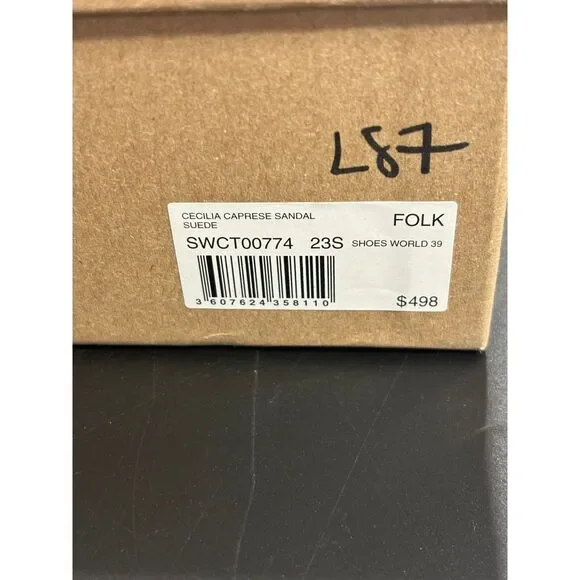 L87
CECILIA CAPRESE SANDAL
SUEDE
FOLK
SWCT00774 23S SHOES WORLD 39
3 607624 358110
$498